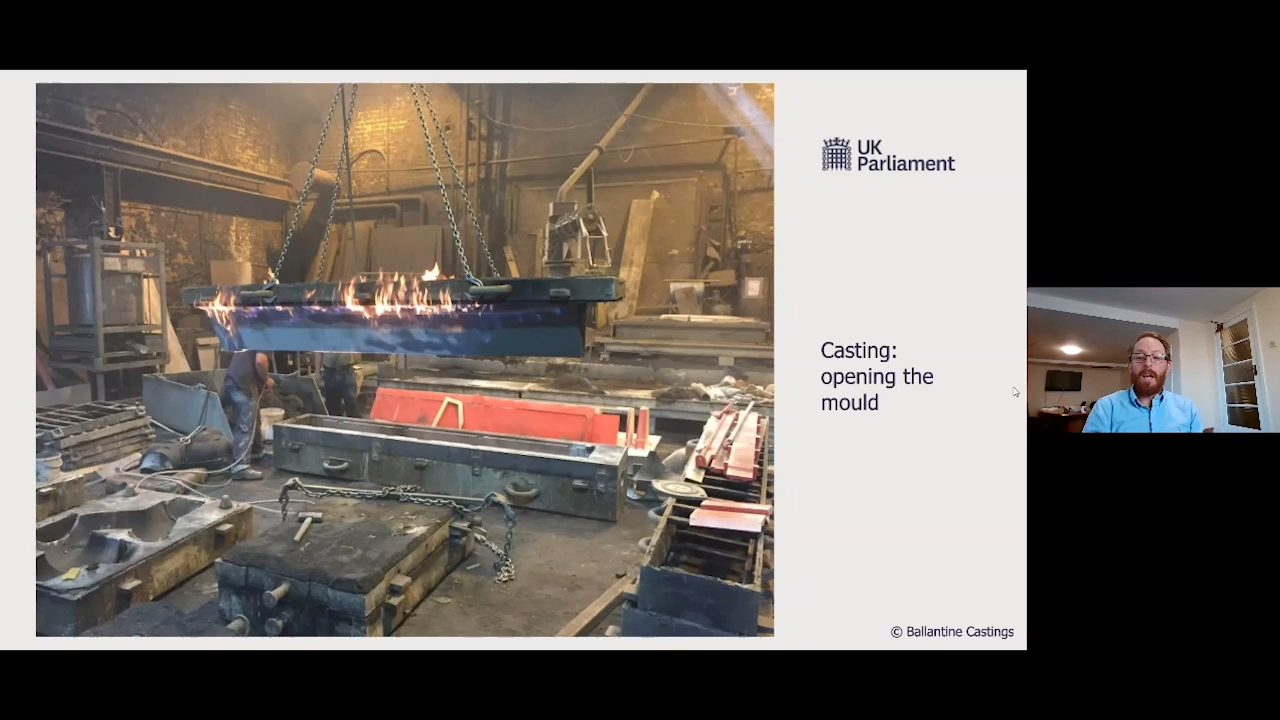 UK
Parliament
Casting:
opening the
mould
© Ballantine Castings